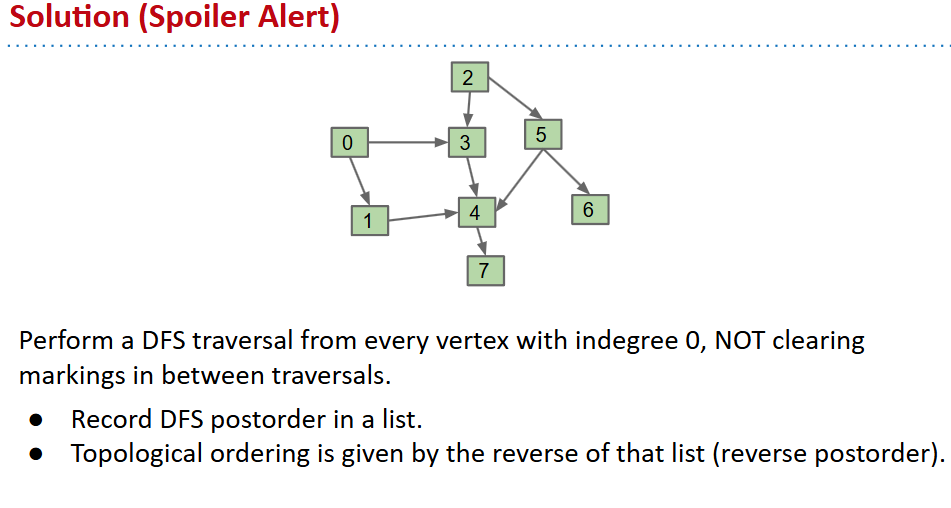 Solution (Spoiler Alert)
2
0
3
5
1
4
6
7
Perform a DFS traversal from every vertex with indegree 0, NOT clearing
markings in between traversals.
● Record DFS postorder in a list.
● Topological ordering is given by the reverse of that list (reverse postorder).